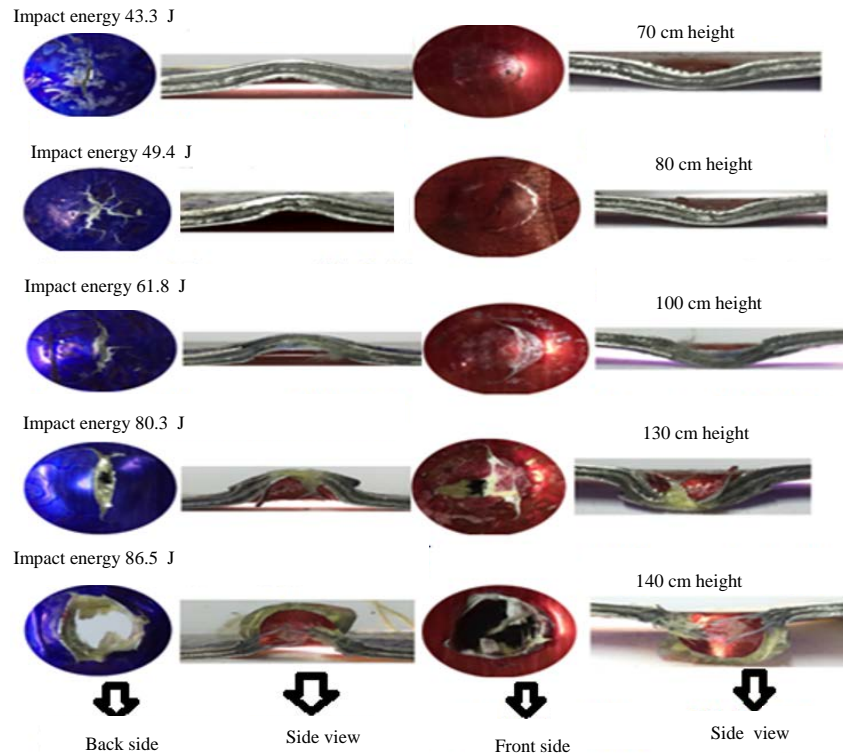 Impact energy 43.3 J
70 cm height
Impact energy 49.4 J
80 cm height
Impact energy 61.8 J
100 cm height
Impact energy 80.3 J
130 cm height
Impact energy 86.5 J
140 cm height
Back side
Side view
Front side
Side view